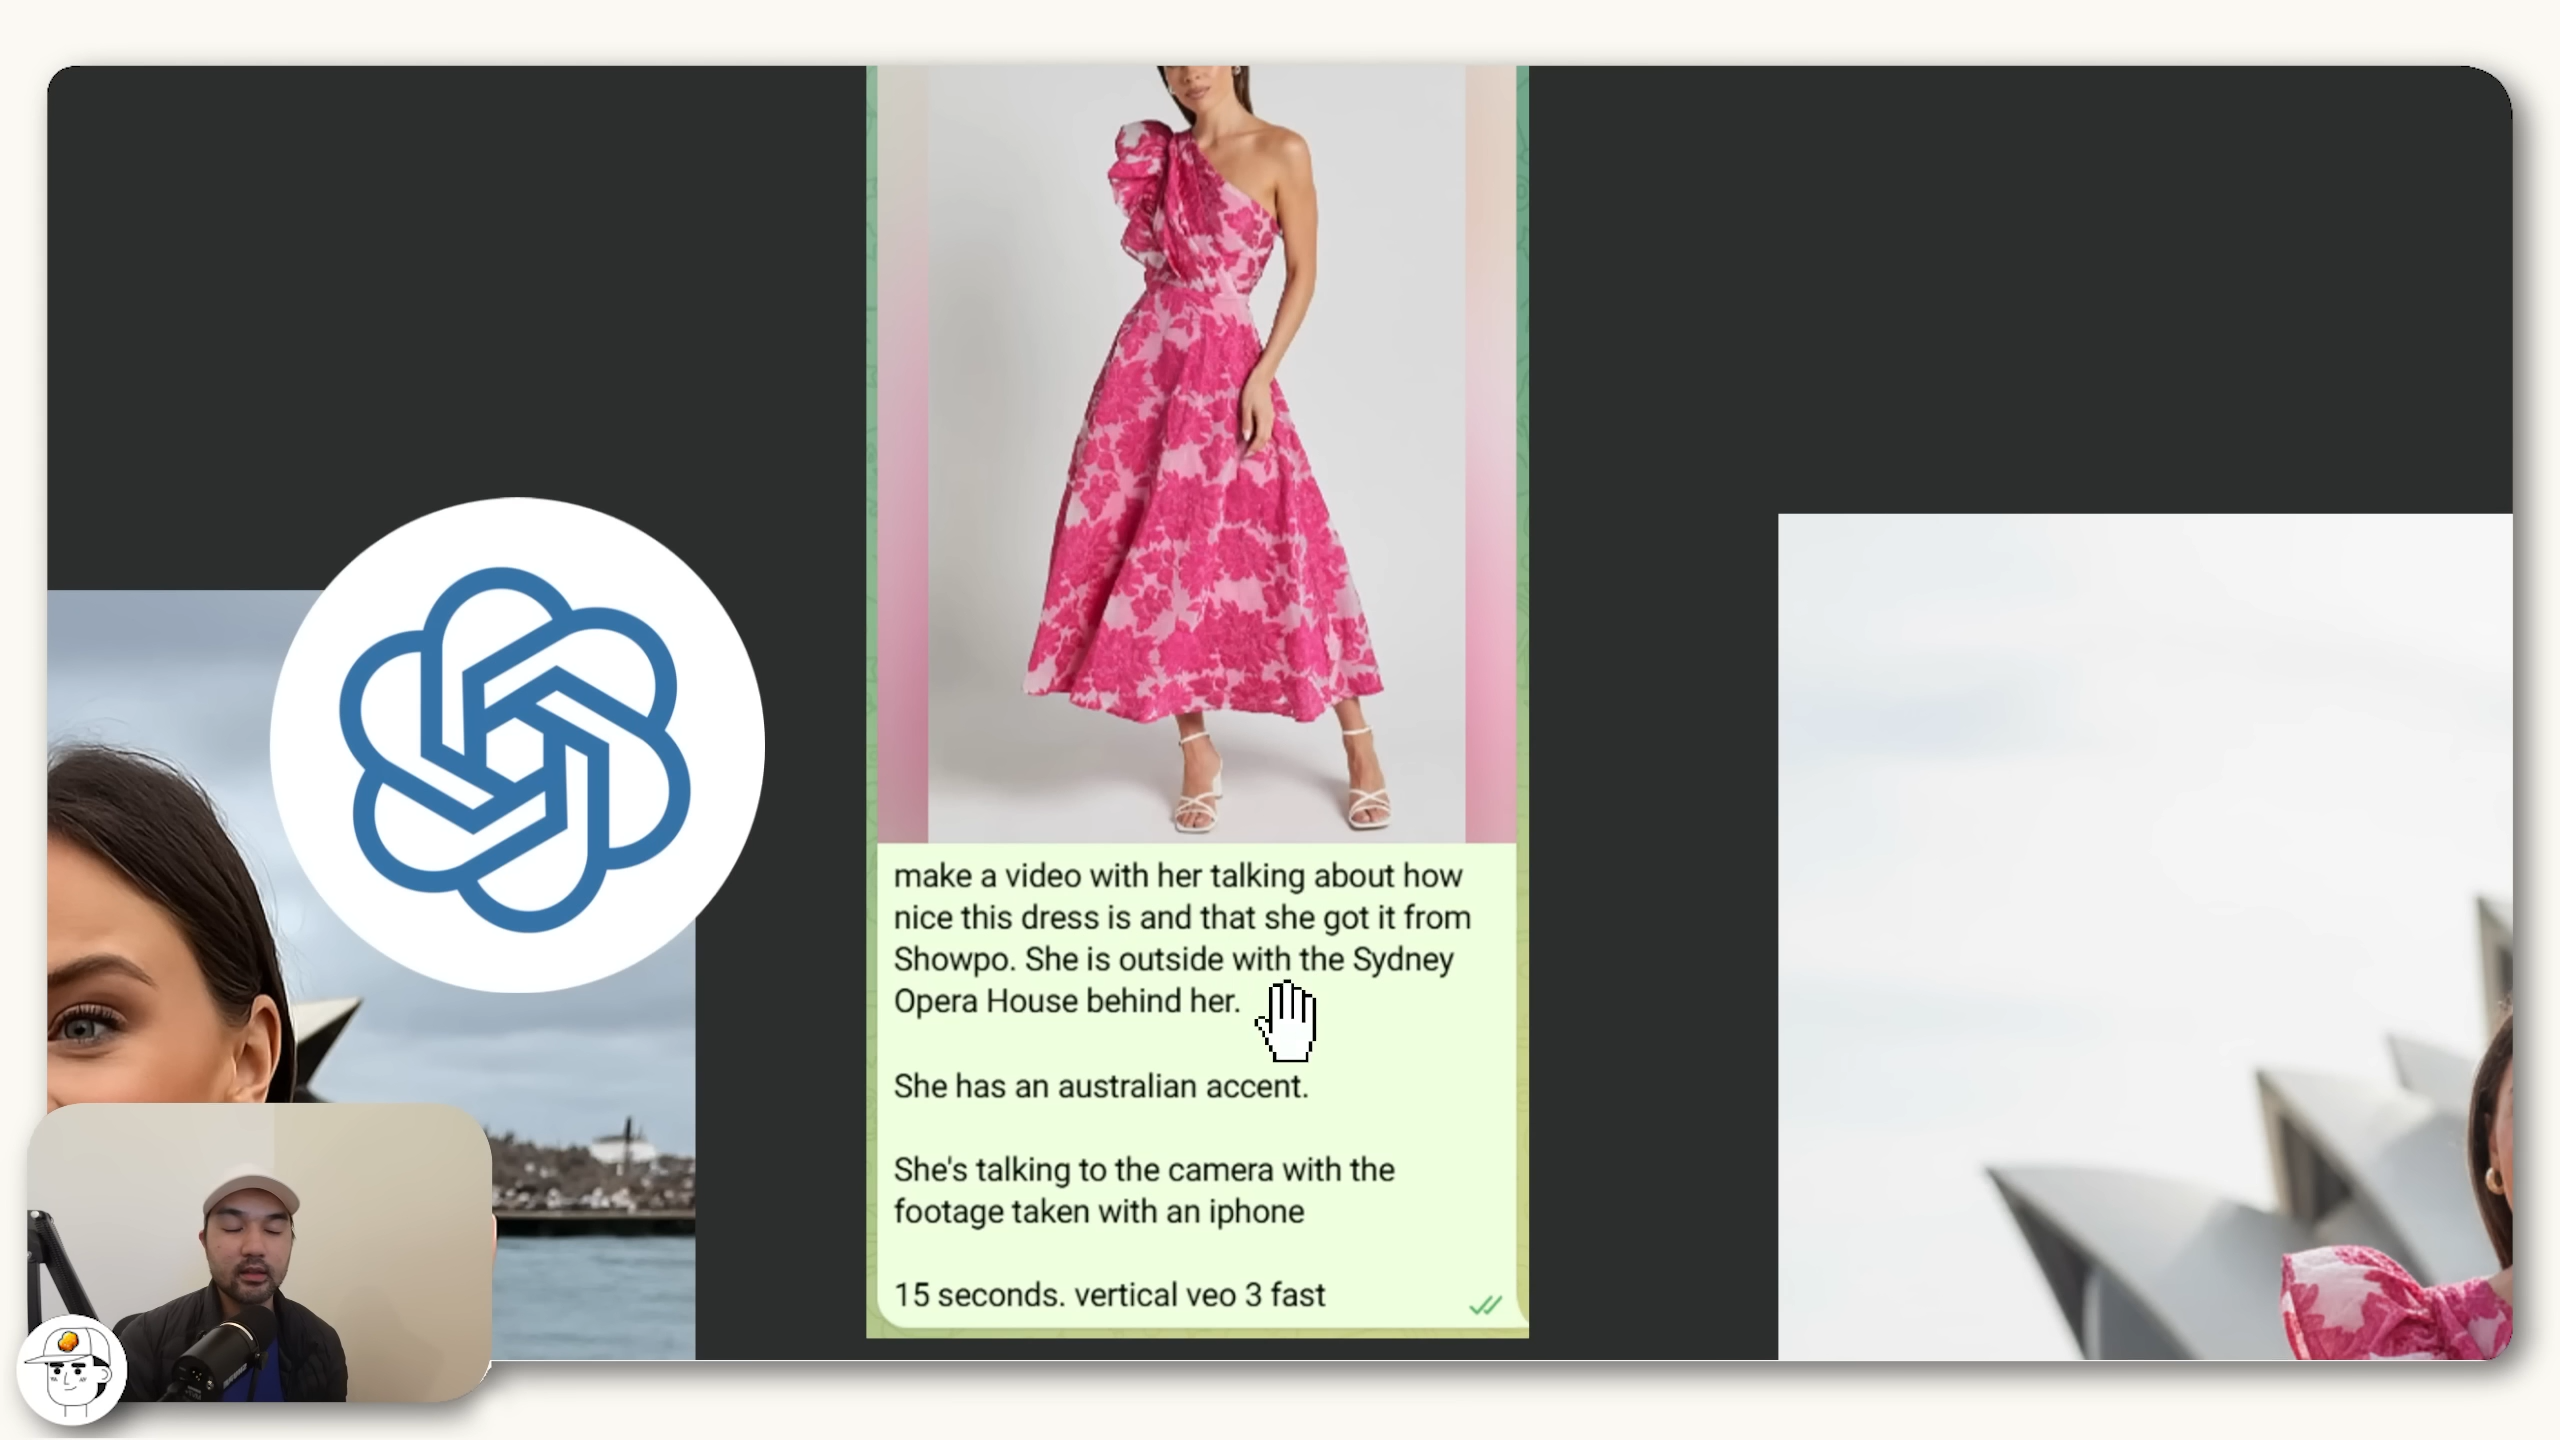 make a video with her talking about how
nice this dress is and that she got it from
Showpo. She is outside with the Sydney
Opera House behind her.
She has an australian accent.
She's talking to the camera with the
footage taken with an iphone
15 seconds. vertical veo 3 fast